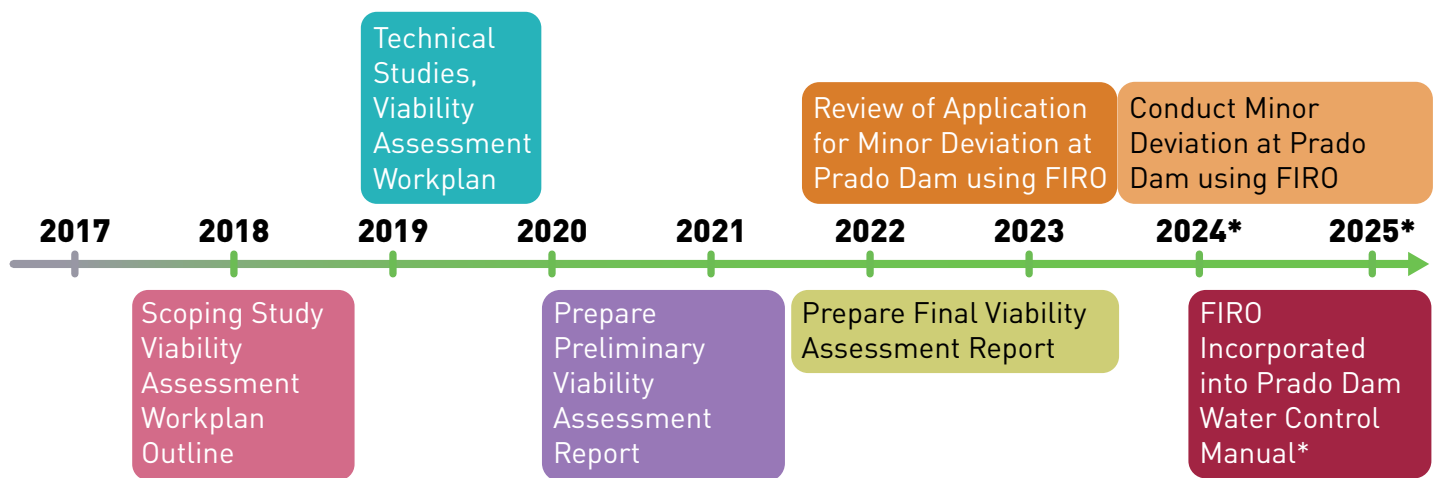 Technical
Studies,
Viability
Assessment
Workplan
Review of Application
for Minor Deviation at
Prado Dam using FIRO
Conduct Minor
Deviation at Prado
Dam using FIRO
2017
2018
2019
2020
2021
2022
2023
2024*
2025*
Scoping Study
Viability
Assessment
Workplan
Outline
Prepare
Preliminary
Viability
Assessment
Report
Prepare Final Viability
Assessment Report
FIRO
Incorporated
into Prado Dam
Water Control
Manual*